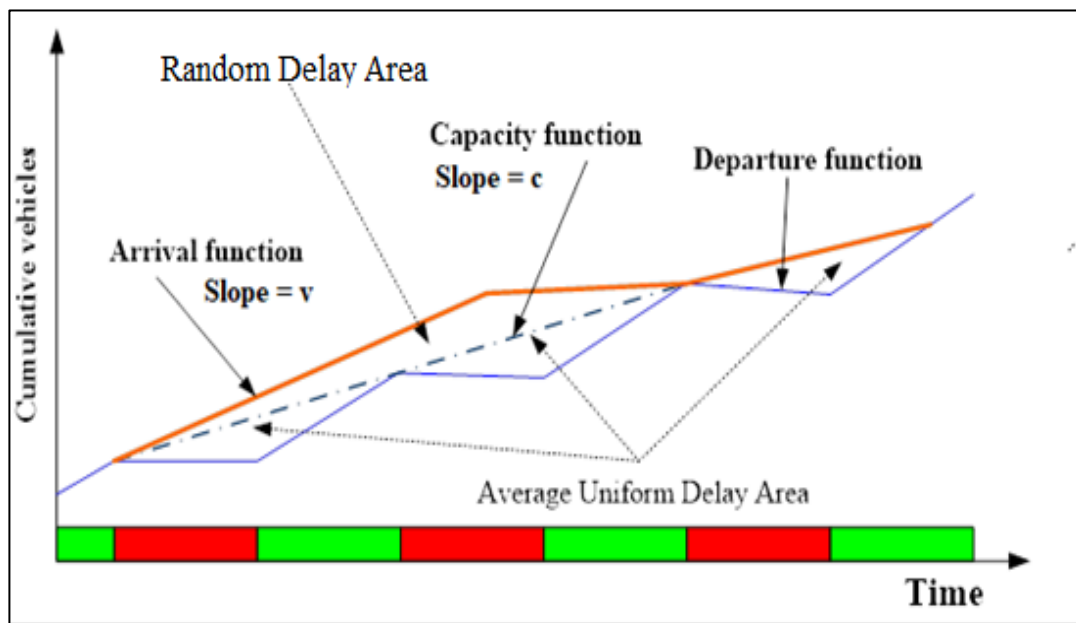 Random Delay Area
Capacity function
Slope = c
Departure function
Arrival function
Slope = v
Cumulative vehicles
Average Uniform Delay Area
Time